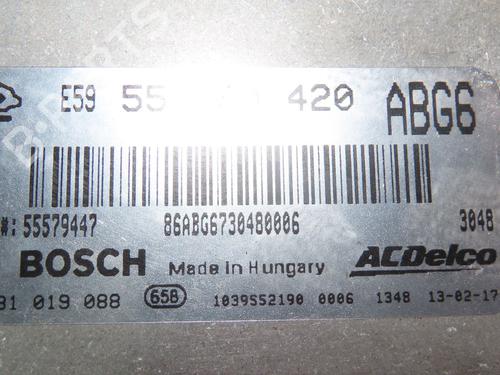 E59 55 420 ABG6
#: 55579447 86ABG6730480006 3048
BOSCH Made in Hungary ACDelco
81 019 088 658 1039S52190 0006 1348 13-02-17